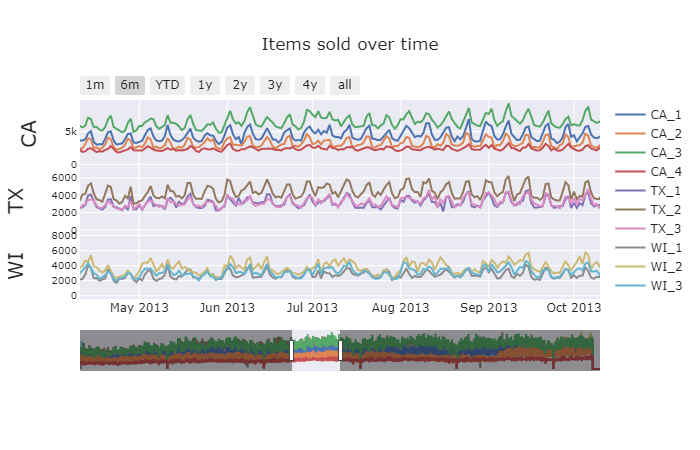 Items sold over time
1m 6m YTD 1y 2y 3y 4y all
CA
5k
0
TX
6000
4000
2000
0
WI
8000
6000
4000
2000
0
May 2013 Jun 2013 Jul 2013 Aug 2013 Sep 2013 Oct 2013
CA_1
CA_2
CA_3
CA_4
TX_1
TX_2
TX_3
WI_1
WI_2
WI_3